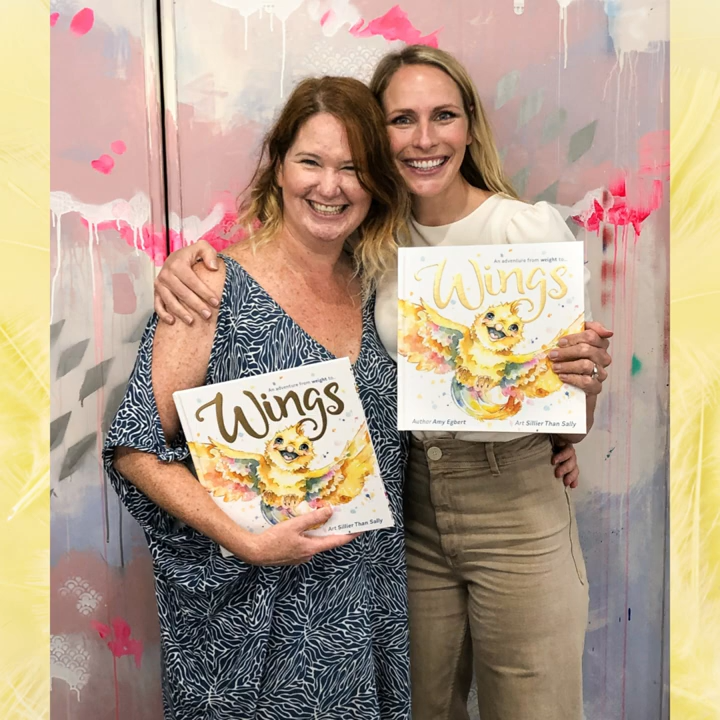 An adventure from weight to...
Wings
Author Amy Egbert
Art Sillier Than Sally
An adventure from weight to...
Wings
Art Sillier Than Sally